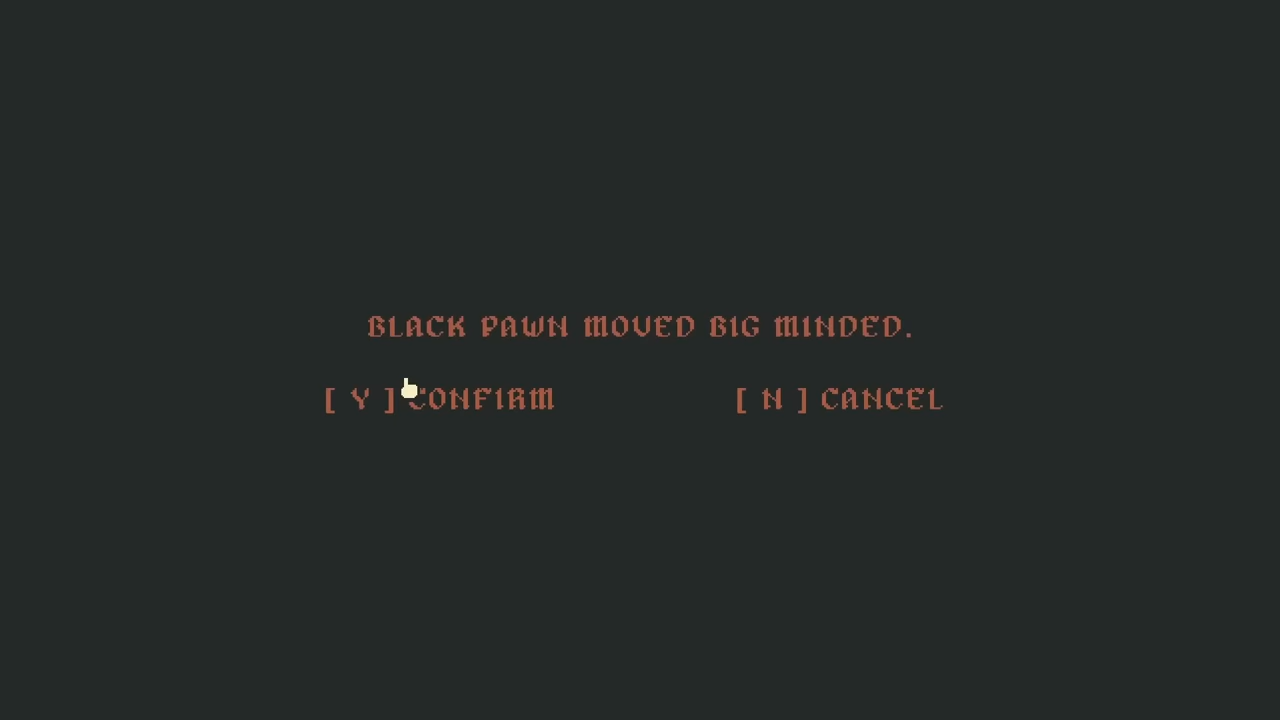 BLACK PAWN MOVED BIG MINDED.
[ Y ] CONFIRM [ N ] CANCEL